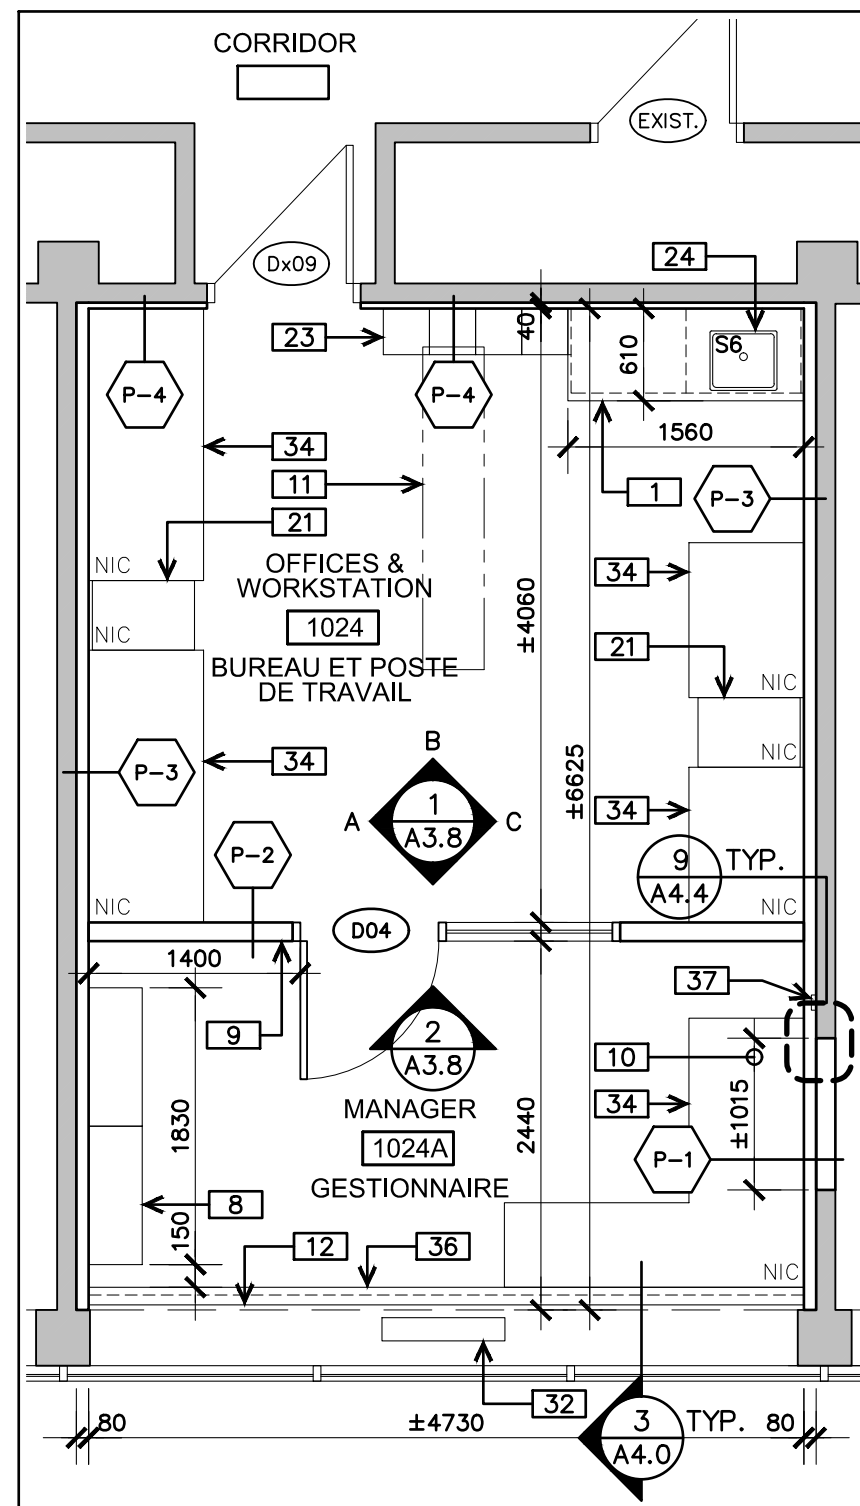 CORRIDOR
EXIST.
Dx09
24
23
40
S6
610
P-4
P-4
1560
34
11
1
P-3
21
NIC
OFFICES &
WORKSTATION
34
NIC
1024
±4060
21
BUREAU ET POSTE
DE TRAVAIL
NIC
NIC
P-3
34
B
±6625
A
1
A3.8
C
34
P-2
9
A4.4
TYP.
NIC
NIC
D04
1400
37
9
2
A3.8
10
MANAGER
34
±1015
1830
1024A
2440
P-1
GESTIONNAIRE
8
150
12
36
NIC
32
80
±4730
3
A4.0
TYP.
80